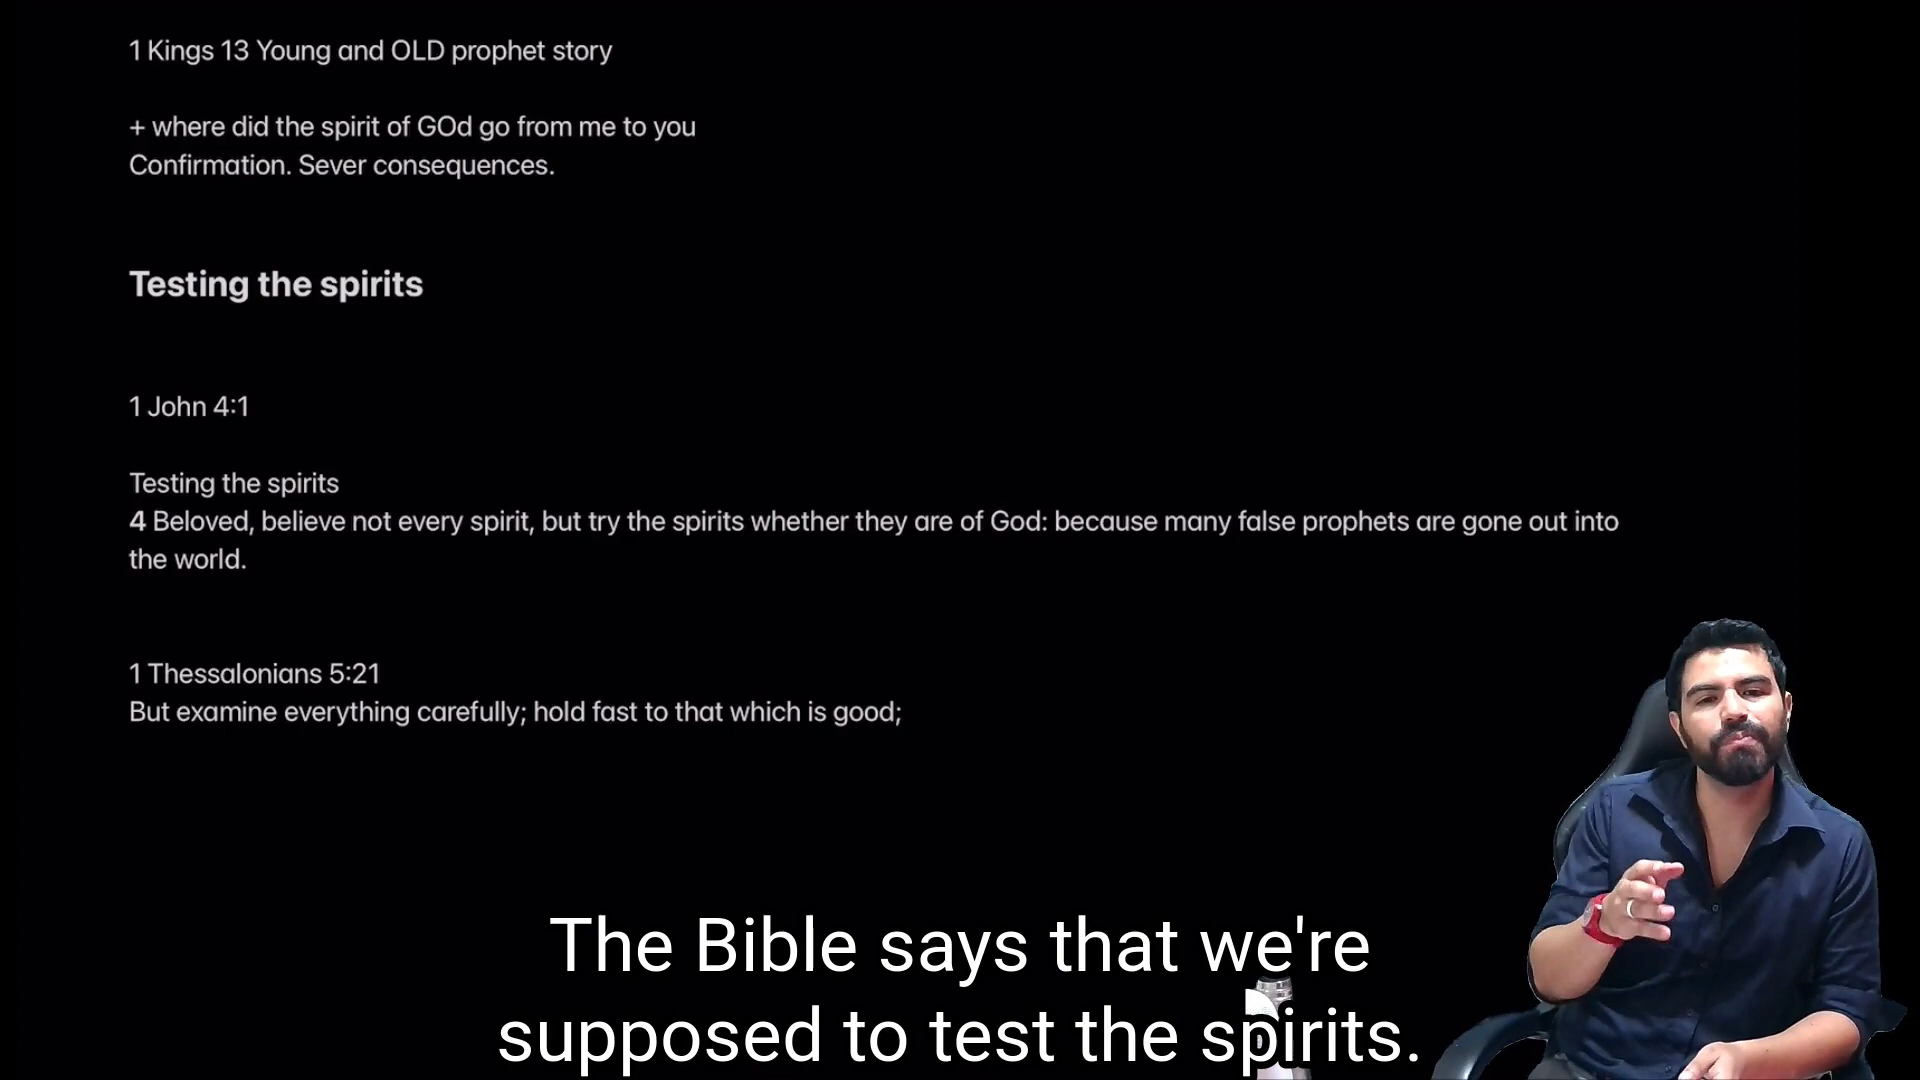 1 Kings 13 Young and OLD prophet story
+ where did the spirit of GOd go from me to you
Confirmation. Sever consequences.
Testing the spirits
1 John 4:1
Testing the spirits
4 Beloved, believe not every spirit, but try the spirits whether they are of God: because many false prophets are gone out into
the world.
1 Thessalonians 5:21
But examine everything carefully; hold fast to that which is good;
The Bible says that we're
supposed to test the spirits.